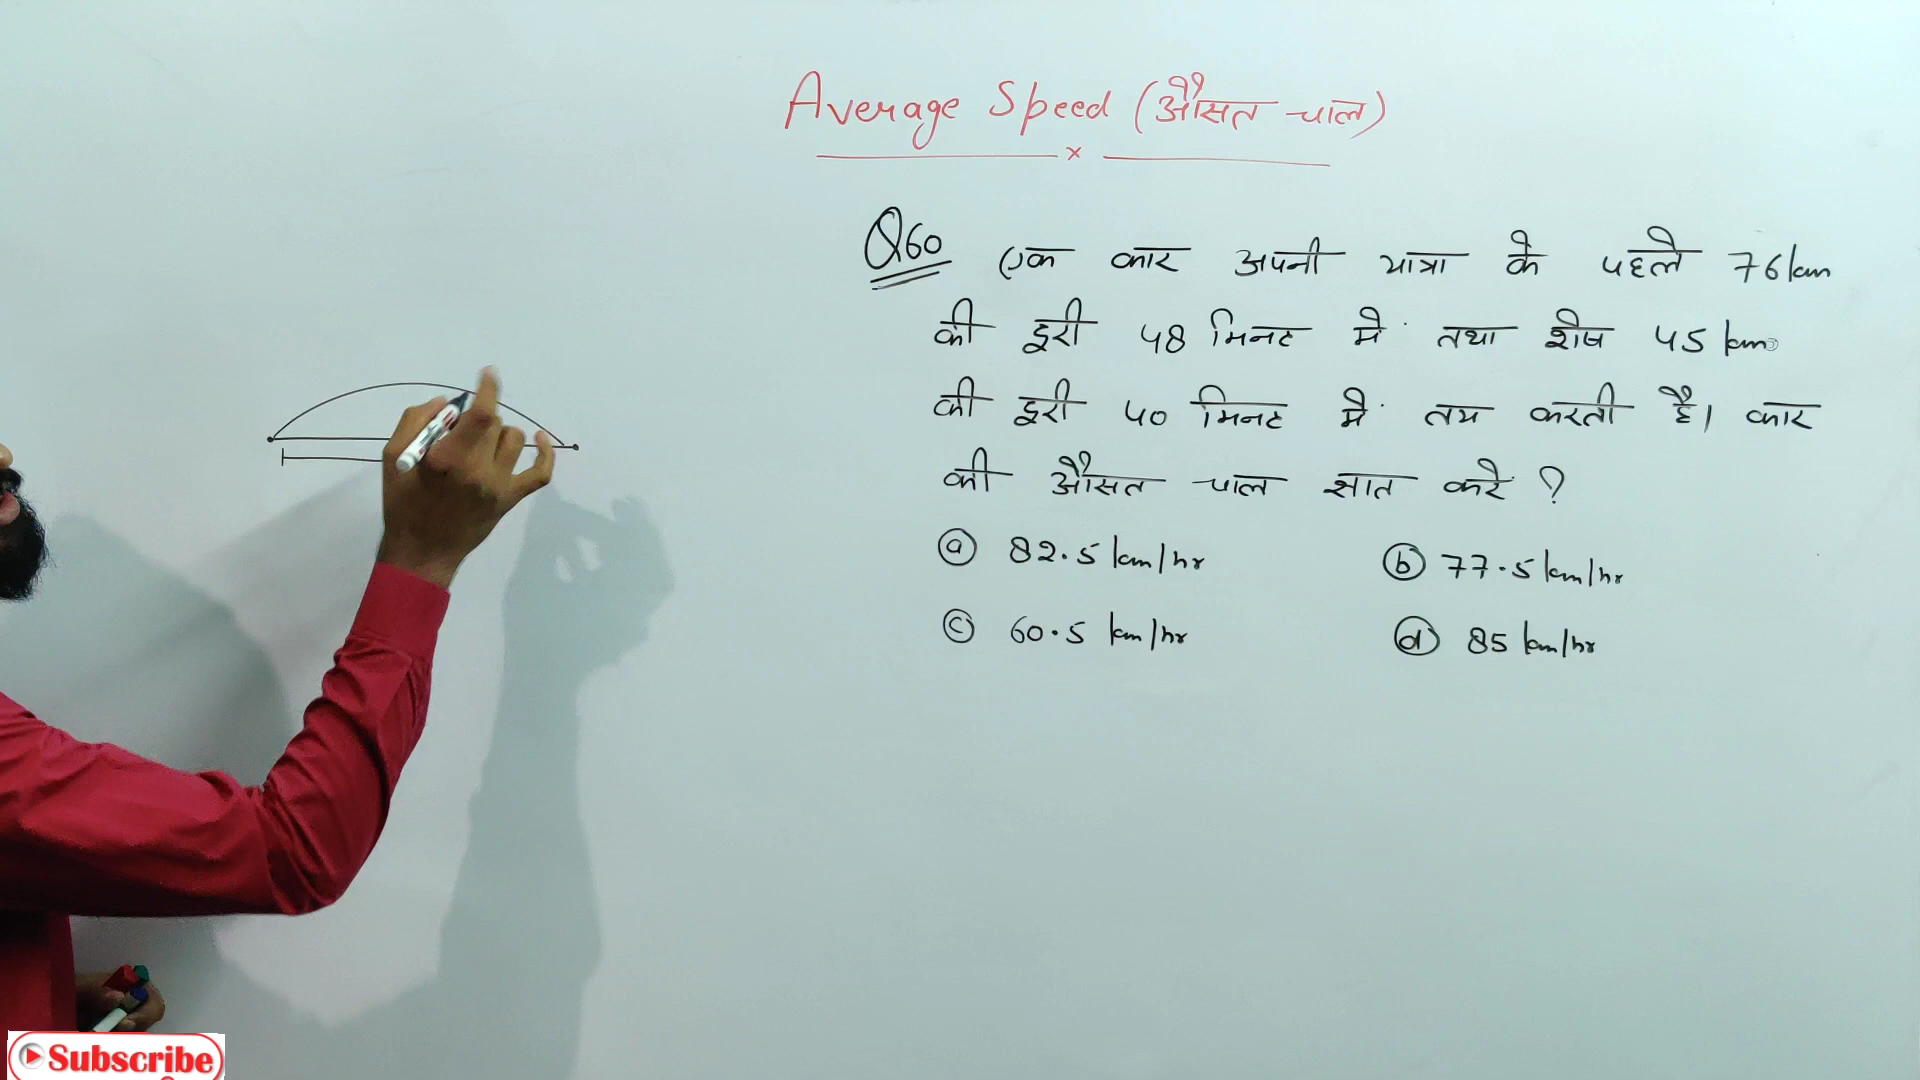 Average Speed (औसत चाल)
x
Q60 एक कार अपनी यात्रा के पहले 76 km
की दूरी 48 मिनट में तथा शेष 45 km
की दूरी 40 मिनट में तय करती है। कार
की औसत चाल ज्ञात करें ?
(a) 82.5 km/hr (b) 77.5 km/hr
(c) 60.5 km/hr (d) 85 km/hr
Subscribe